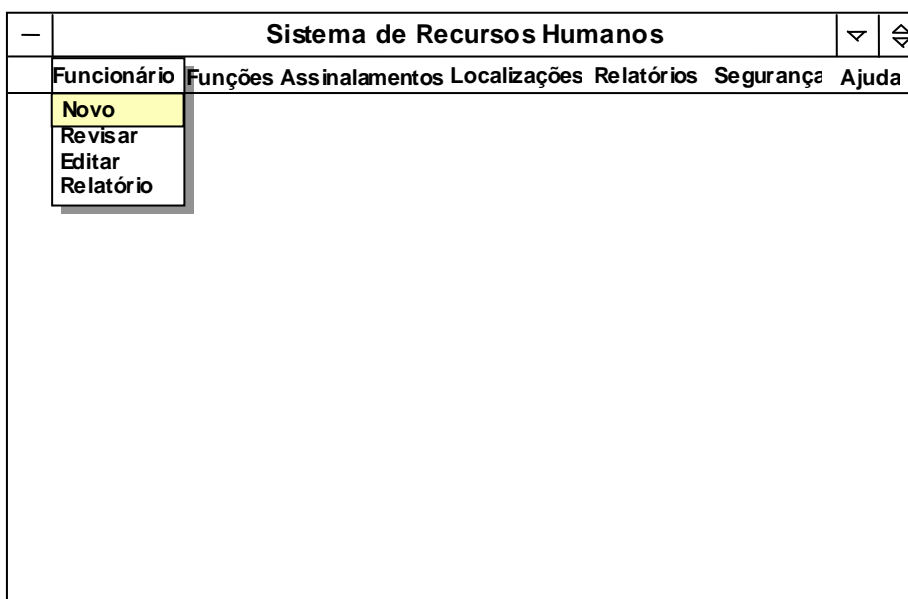 Sistema de Recursos Humanos
Funcionário Funções Assinalamentos Localizações Relatórios Segurança Ajuda
Novo
Revisar
Editar
Relatório